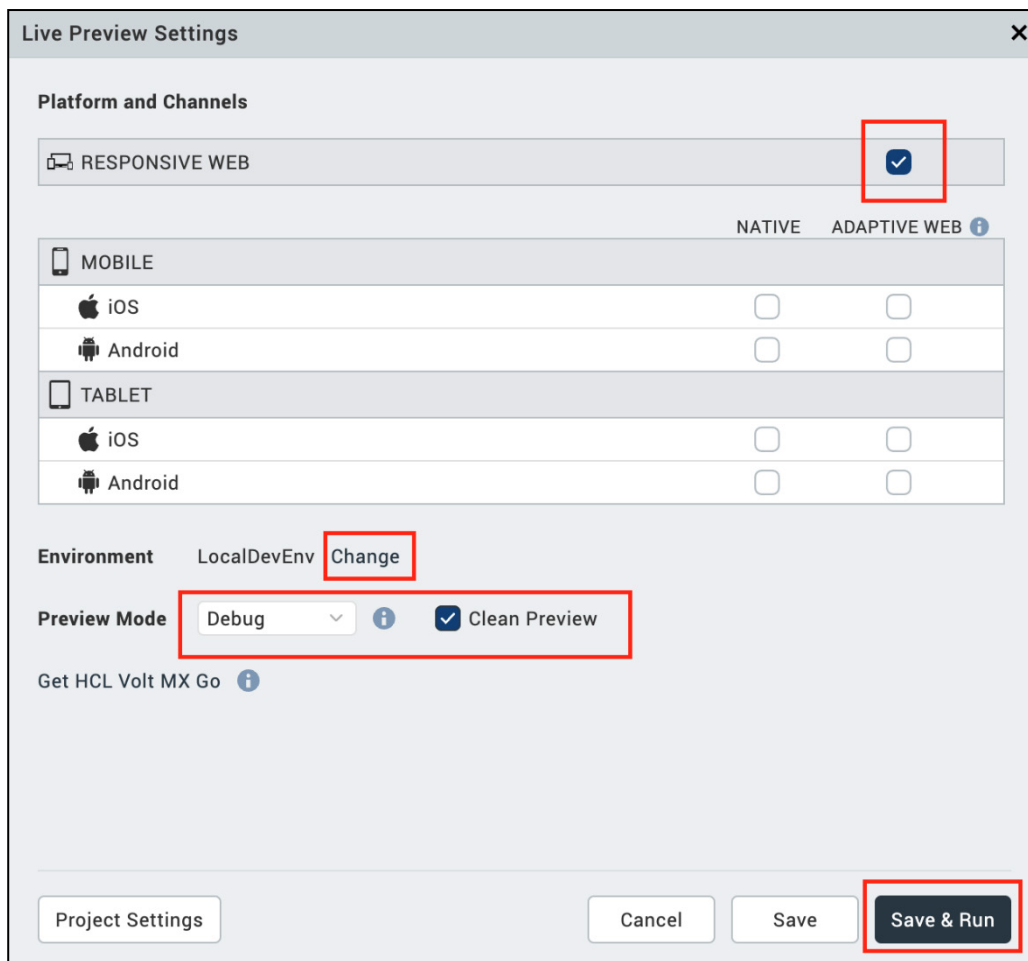 Live Preview Settings
Platform and Channels
RESPONSIVE WEB
NATIVE ADAPTIVE WEB
MOBILE
iOS
Android
TABLET
iOS
Android
Environment LocalDevEnv Change
Preview Mode Debug Clean Preview
Get HCL Volt MX Go
Project Settings Cancel Save Save & Run